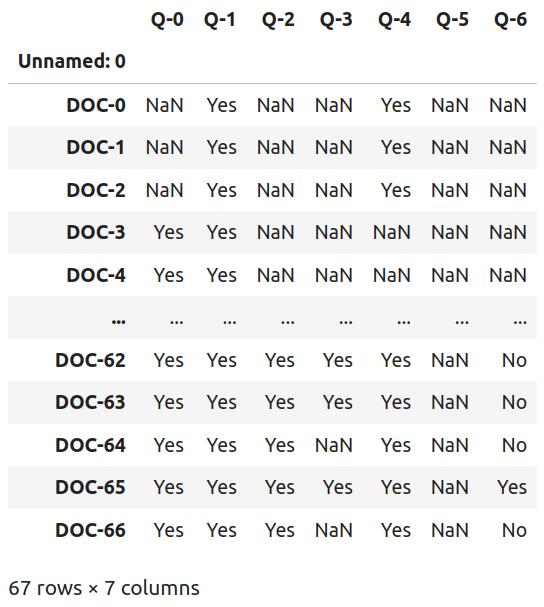 Q-0 Q-1 Q-2 Q-3 Q-4 Q-5 Q-6
Unnamed: 0
DOC-0 NaN Yes NaN NaN Yes NaN NaN
DOC-1 NaN Yes NaN NaN Yes NaN NaN
DOC-2 NaN Yes NaN NaN Yes NaN NaN
DOC-3 Yes Yes NaN NaN NaN NaN NaN
DOC-4 Yes Yes NaN NaN NaN NaN NaN
... ... ... ... ... ... ... ...
DOC-62 Yes Yes Yes Yes Yes NaN No
DOC-63 Yes Yes Yes Yes Yes NaN No
DOC-64 Yes Yes Yes NaN Yes NaN No
DOC-65 Yes Yes Yes Yes Yes NaN Yes
DOC-66 Yes Yes Yes NaN Yes NaN No
67 rows × 7 columns